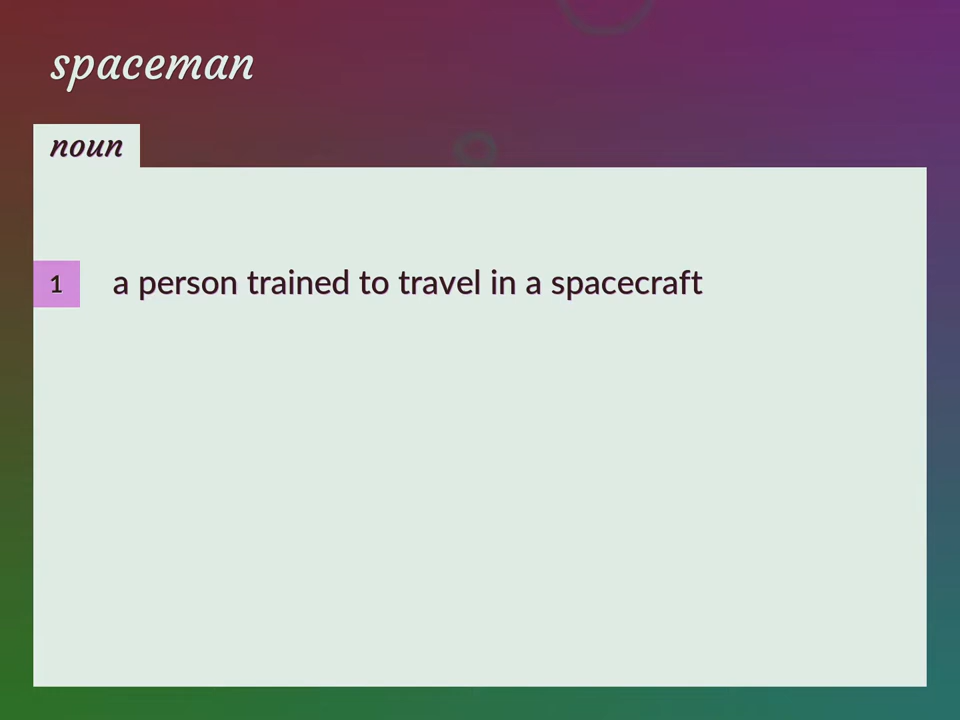 spaceman
noun
1 a person trained to travel in a spacecraft